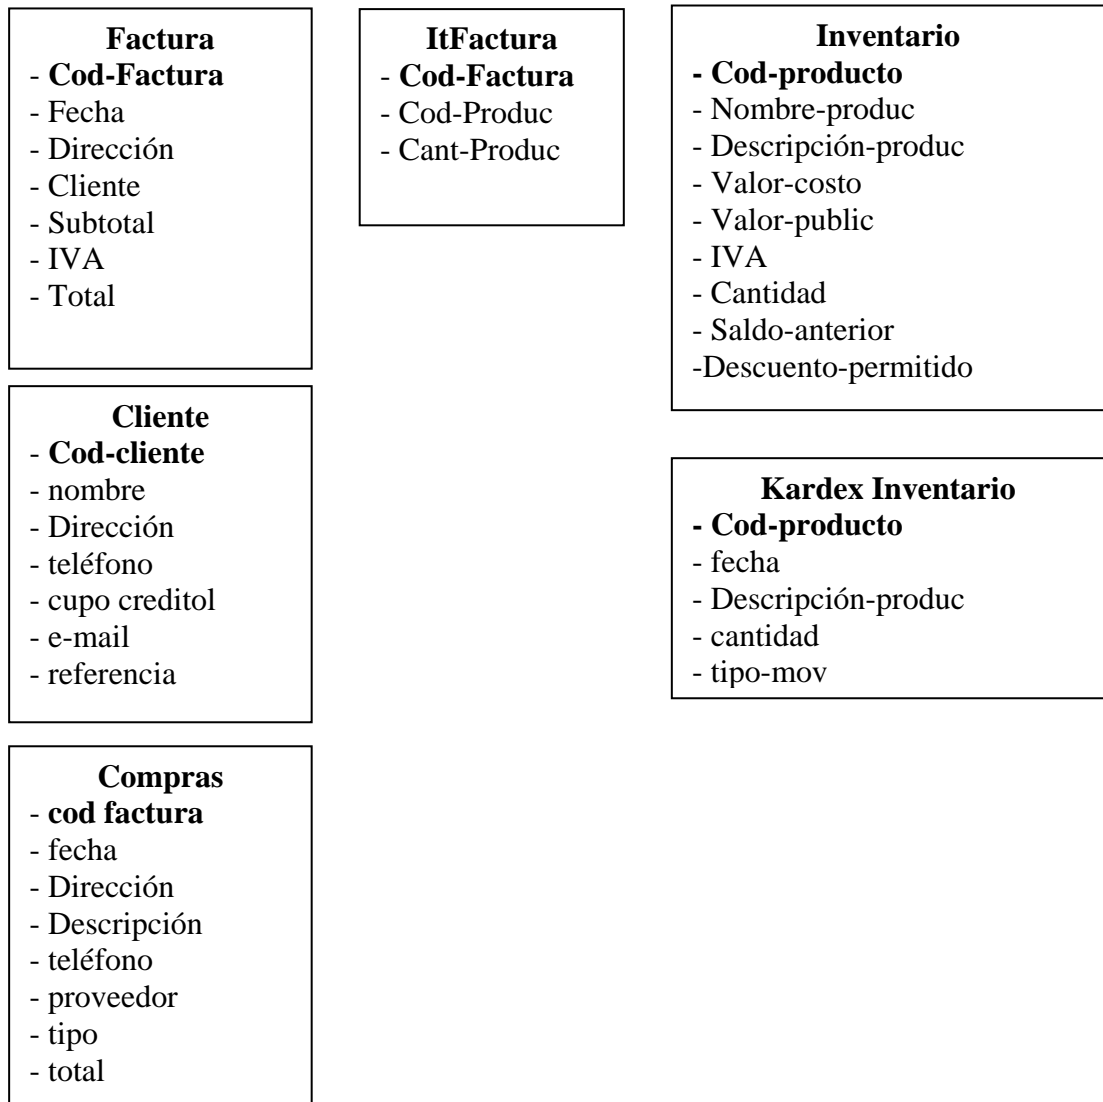 Factura
- Cod-Factura
- Fecha
- Dirección
- Cliente
- Subtotal
- IVA
- Total
ItFactura
- Cod-Factura
- Cod-Produc
- Cant-Produc
Inventario
- Cod-producto
- Nombre-produc
- Descripción-produc
- Valor-costo
- Valor-public
- IVA
- Cantidad
- Saldo-anterior
-Descuento-permitido
Cliente
- Cod-cliente
- nombre
- Dirección
- teléfono
- cupo creditol
- e-mail
- referencia
Kardex Inventario
- Cod-producto
- fecha
- Descripción-produc
- cantidad
- tipo-mov
Compras
- cod factura
- fecha
- Dirección
- Descripción
- teléfono
- proveedor
- tipo
- total